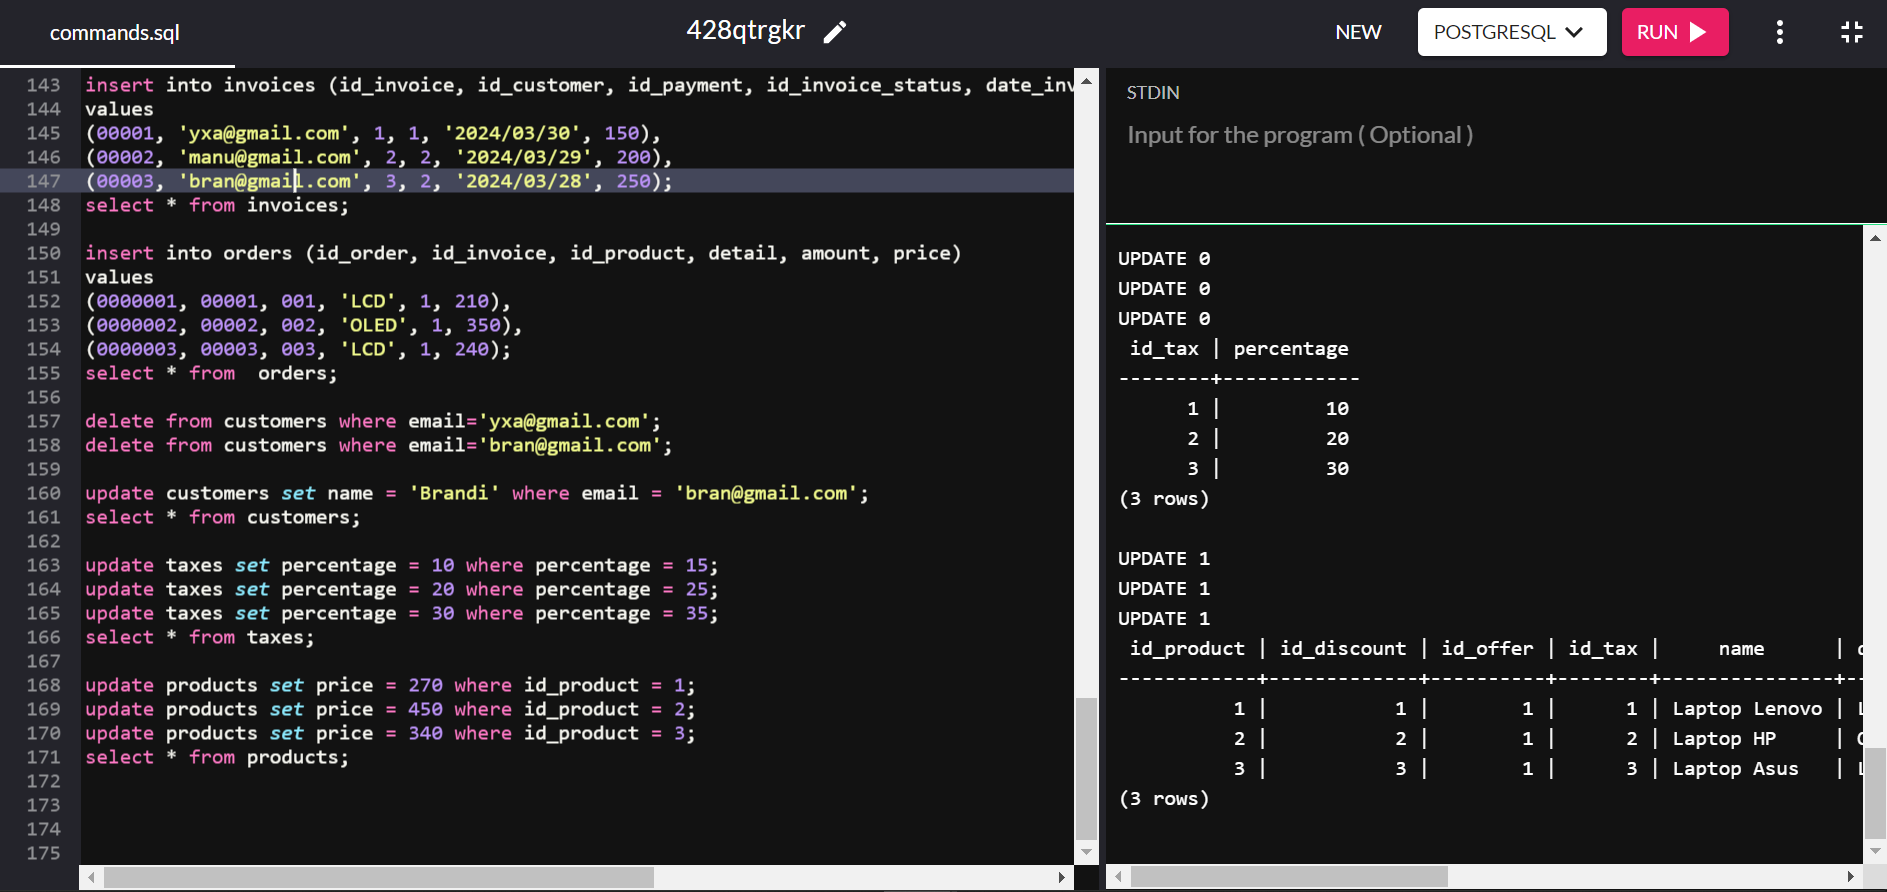 commands.sql
428qtrgkr
NEW
POSTGRESQL
RUN
143 insert into invoices (id_invoice, id_customer, id_payment, id_invoice_status, date_inv
144 values
145 (00001, 'yxa@gmail.com', 1, 1, '2024/03/30', 150),
146 (00002, 'manu@gmail.com', 2, 2, '2024/03/29', 200),
147 (00003, 'bran@gmail.com', 3, 2, '2024/03/28', 250);
148 select * from invoices;
149
150 insert into orders (id_order, id_invoice, id_product, detail, amount, price)
151 values
152 (0000001, 00001, 001, 'LCD', 1, 210),
153 (0000002, 00002, 002, 'OLED', 1, 350),
154 (0000003, 00003, 003, 'LCD', 1, 240);
155 select * from  orders;
156
157 delete from customers where email='yxa@gmail.com';
158 delete from customers where email='bran@gmail.com';
159
160 update customers set name = 'Brandi' where email = 'bran@gmail.com';
161 select * from customers;
162
163 update taxes set percentage = 10 where percentage = 15;
164 update taxes set percentage = 20 where percentage = 25;
165 update taxes set percentage = 30 where percentage = 35;
166 select * from taxes;
167
168 update products set price = 270 where id_product = 1;
169 update products set price = 450 where id_product = 2;
170 update products set price = 340 where id_product = 3;
171 select * from products;
172
173
174
175
STDIN
Input for the program ( Optional )
UPDATE 0
UPDATE 0
UPDATE 0
id_tax | percentage
--------+------------
1 | 10
2 | 20
3 | 30
(3 rows)
UPDATE 1
UPDATE 1
UPDATE 1
id_product | id_discount | id_offer | id_tax | name |
------------+-------------+----------+--------+---------------+--
1 | 1 | 1 | 1 | Laptop Lenovo | L
2 | 2 | 1 | 2 | Laptop HP |
3 | 3 | 1 | 3 | Laptop Asus | L
(3 rows)